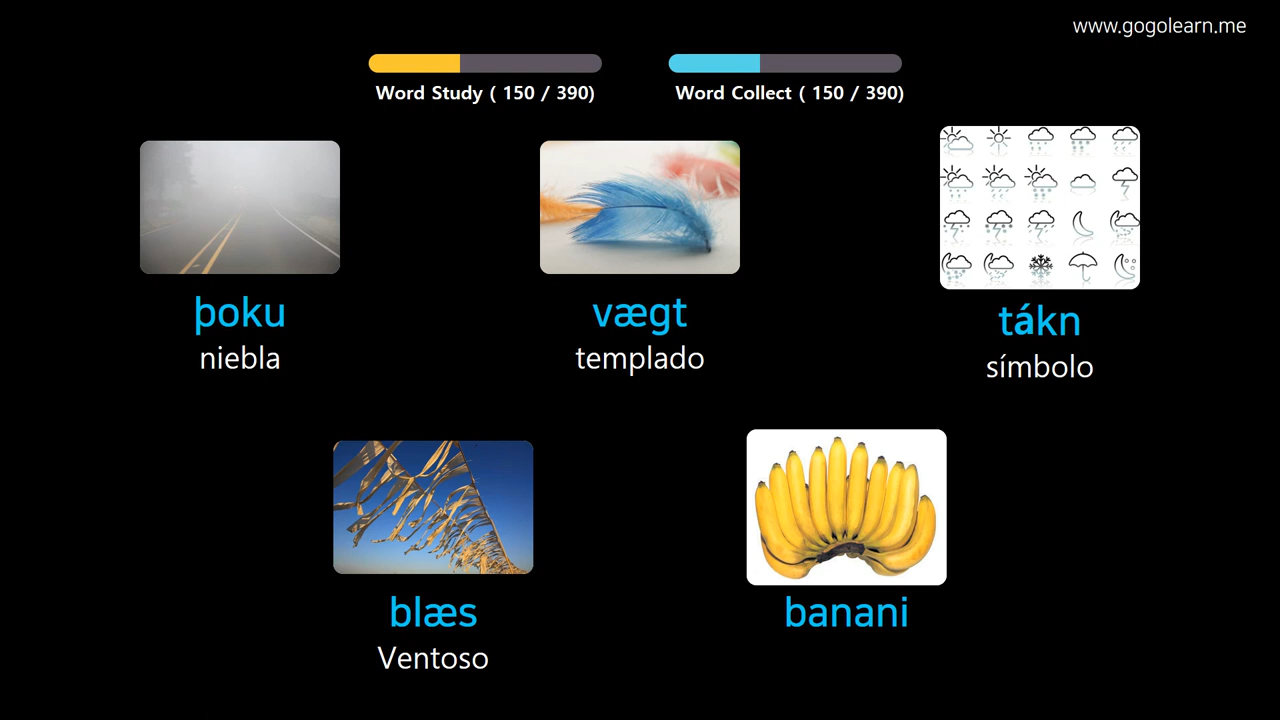 www.gogolearn.me
Word Study ( 150 / 390)
Word Collect ( 150 / 390)
þoku
niebla
vægt
templado
tákn
símbolo
blæs
Ventoso
banani